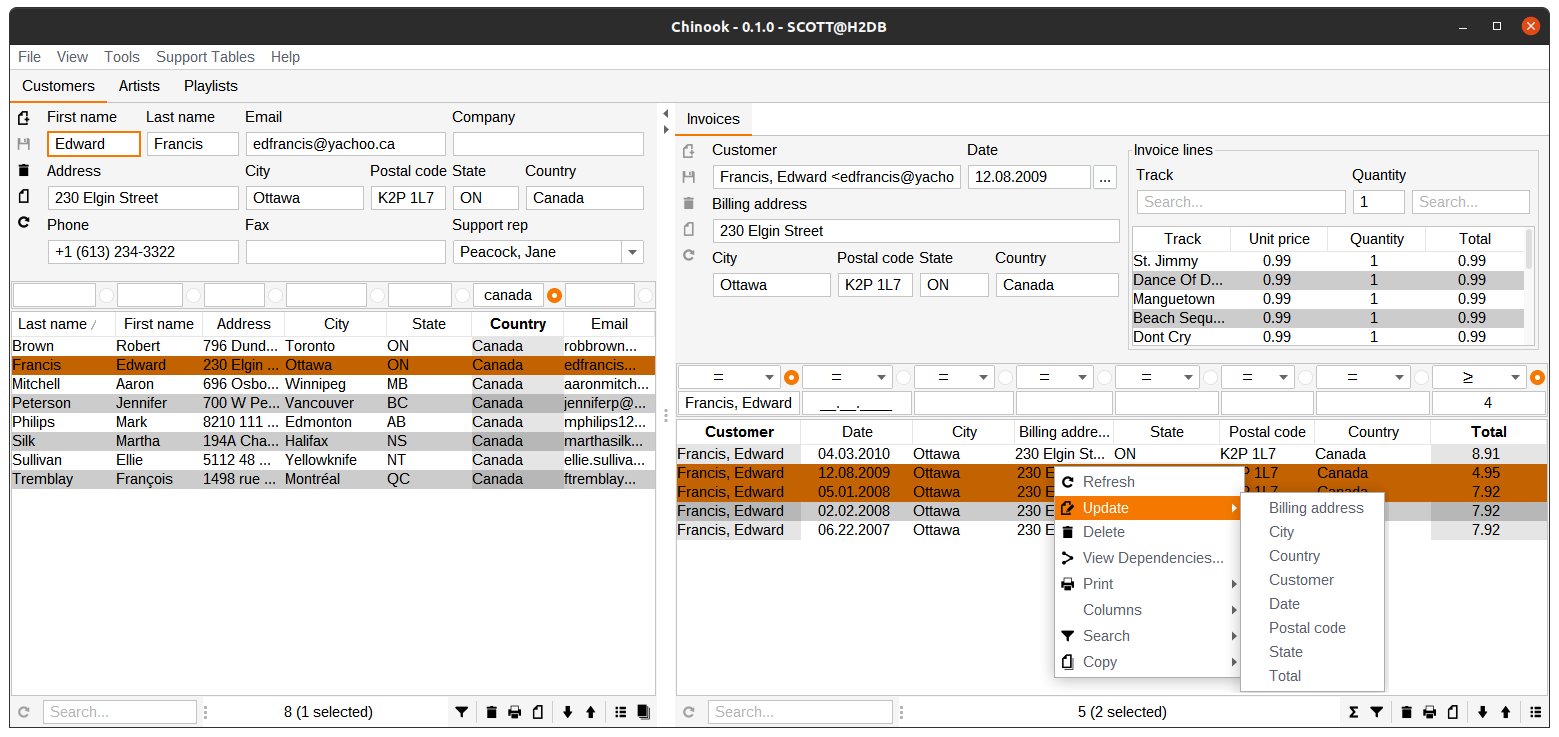 Chinook - 0.1.0 - SCOTT@H2DB
File View Tools Support Tables Help
Customers Artists Playlists
First name Last name Email Company
Edward Francis edfrancis@yachoo.ca
Address City Postal code State Country
230 Elgin Street Ottawa K2P 1L7 ON Canada
Phone Fax Support rep
+1 (613) 234-3322 Peacock, Jane
canada
Last name / First name Address City State Country Email
Brown Robert 796 Dund... Toronto ON Canada robbrown...
Francis Edward 230 Elgin ... Ottawa ON Canada edfrancis...
Mitchell Aaron 696 Osbo... Winnipeg MB Canada aaronmitch...
Peterson Jennifer 700 W Pe... Vancouver BC Canada jenniferp@...
Philips Mark 8210 111 ... Edmonton AB Canada mphilips12...
Silk Martha 194A Cha... Halifax NS Canada marthasilk...
Sullivan Ellie 5112 48 ... Yellowknife NT Canada ellie.sulliva...
Tremblay François 1498 rue ... Montréal QC Canada ftremblay...
Search... 8 (1 selected)
Invoices
Customer Date
Francis, Edward <edfrancis@yacho 12.08.2009 ...
Billing address
230 Elgin Street
City Postal code State Country
Ottawa K2P 1L7 ON Canada
Invoice lines
Track Quantity
Search... 1 Search...
Track Unit price Quantity Total
St. Jimmy 0.99 1 0.99
Dance Of D... 0.99 1 0.99
Manguetown 0.99 1 0.99
Beach Sequ... 0.99 1 0.99
Dont Cry 0.99 1 0.99
= = = = = = = ≥
Francis, Edward __.__.____ 4
Customer Date City Billing addre... State Postal code Country Total
Francis, Edward 04.03.2010 Ottawa 230 Elgin St... ON K2P 1L7 Canada 8.91
Francis, Edward 12.08.2009 Ottawa 230 E 1L7 Canada 4.95
Francis, Edward 05.01.2008 Ottawa 230 E 1L7 Canada 7.92
Francis, Edward 02.02.2008 Ottawa 230 E 7.92
Francis, Edward 06.22.2007 Ottawa 230 E 7.92
Refresh
Update
Delete
View Dependencies...
Print
Columns
Search
Copy
Billing address
City
Country
Customer
Date
Postal code
State
Total
Search... 5 (2 selected)
Σ